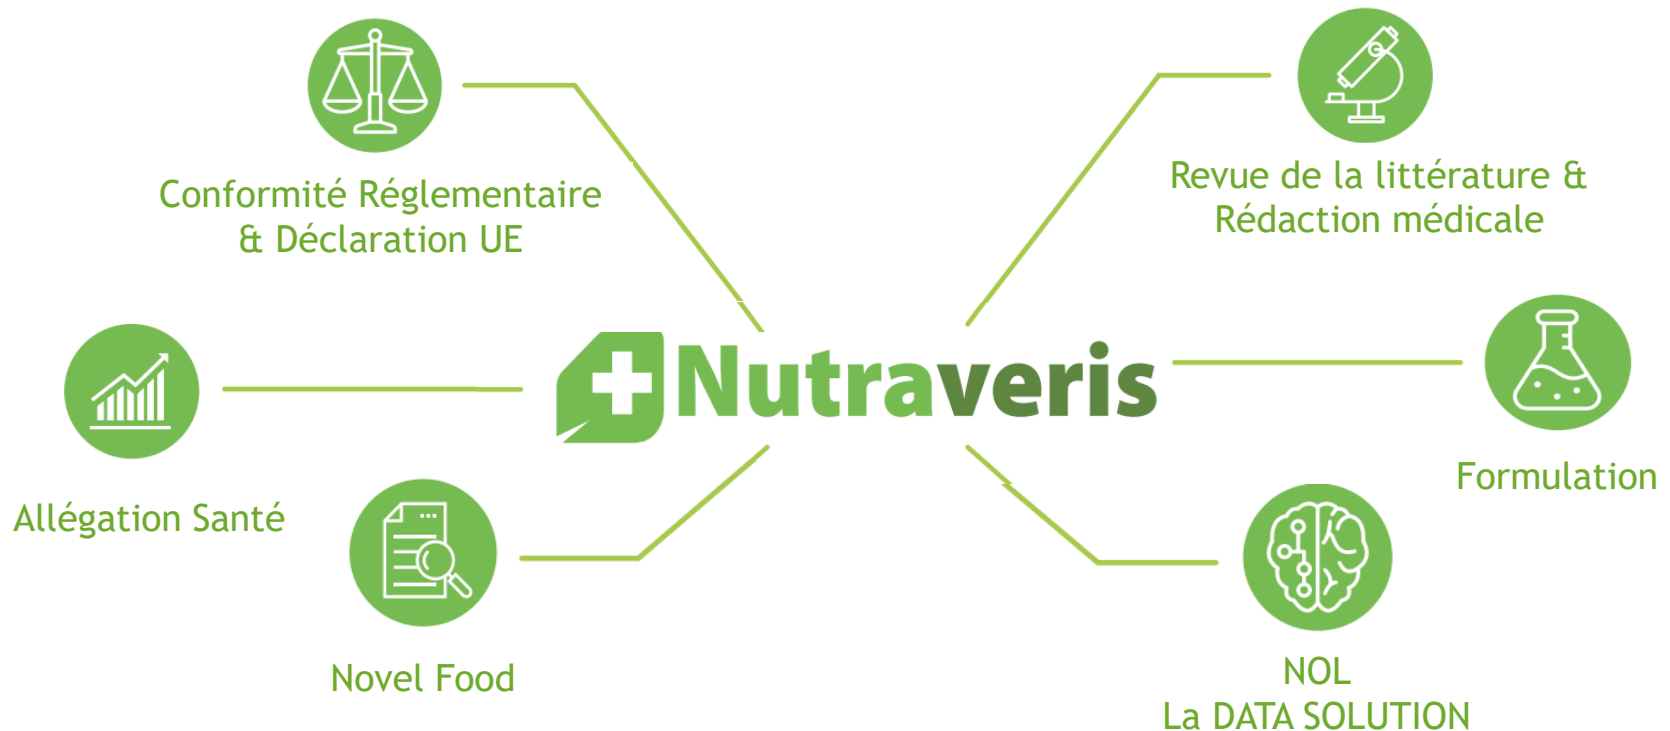 Conformité Réglementaire
& Déclaration UE
Revue de la littérature &
Rédaction médicale
Nutraveris
Allégation Santé
Formulation
Novel Food
NOL
La DATA SOLUTION